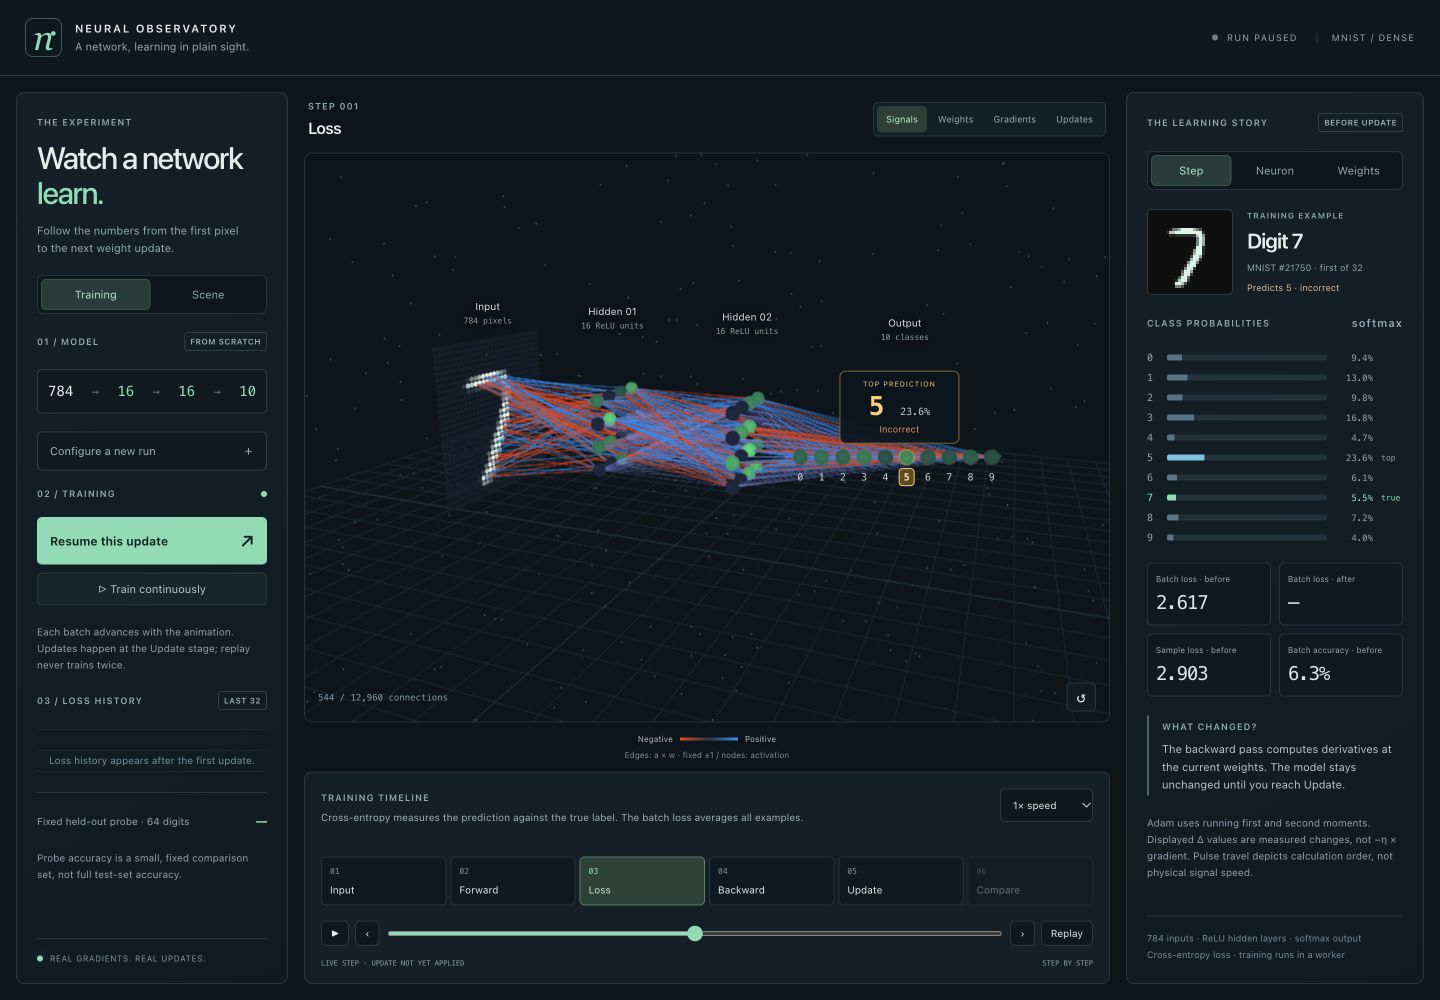 n
NEURAL OBSERVATORY
A network, learning in plain sight.
RUN PAUSED
MNIST / DENSE
THE EXPERIMENT
Watch a network
learn.
Follow the numbers from the first pixel
to the next weight update.
Training
Scene
01 / MODEL
FROM SCRATCH
784 → 16 → 16 → 10
Configure a new run +
02 / TRAINING
Resume this update
Train continuously
Each batch advances with the animation.
Updates happen at the Update stage; replay
never trains twice.
03 / LOSS HISTORY
LAST 32
Loss history appears after the first update.
Fixed held-out probe · 64 digits —
Probe accuracy is a small, fixed comparison
set, not full test-set accuracy.
REAL GRADIENTS. REAL UPDATES.
STEP 001
Loss
Signals
Weights
Gradients
Updates
Input
784 pixels
Hidden 01
16 ReLU units
Hidden 02
16 ReLU units
Output
10 classes
TOP PREDICTION
5 23.6%
Incorrect
0 1 2 3 4 5 6 7 8 9
544 / 12,960 connections
↺
Negative
Positive
Edges: a × w · fixed ±1 / nodes: activation
TRAINING TIMELINE
Cross-entropy measures the prediction against the true label. The batch loss averages all examples.
1× speed
01
Input
02
Forward
03
Loss
04
Backward
05
Update
06
Compare
‹
›
Replay
LIVE STEP · UPDATE NOT YET APPLIED
STEP BY STEP
THE LEARNING STORY
BEFORE UPDATE
Step
Neuron
Weights
7
TRAINING EXAMPLE
Digit 7
MNIST #21750 · first of 32
Predicts 5 · incorrect
CLASS PROBABILITIES
softmax
0 9.4%
1 13.0%
2 9.8%
3 16.8%
4 4.7%
5 23.6% top
6 6.1%
7 5.5% true
8 7.2%
9 4.0%
Batch loss · before
2.617
Batch loss · after
—
Sample loss · before
2.903
Batch accuracy · before
6.3%
WHAT CHANGED?
The backward pass computes derivatives at
the current weights. The model stays
unchanged until you reach Update.
Adam uses running first and second moments.
Displayed Δ values are measured changes, not −η ×
gradient. Pulse travel depicts calculation order, not
physical signal speed.
784 inputs · ReLU hidden layers · softmax output
Cross-entropy loss · training runs in a worker